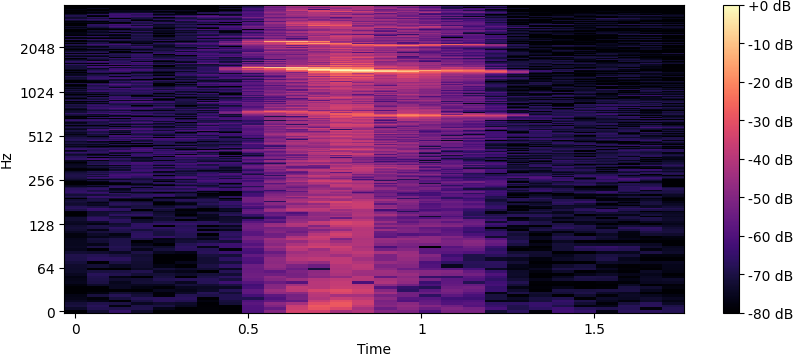 +0 dB
2048
-10 dB
-20 dB
1024
-30 dB
512
Hz
-40 dB
256
-50 dB
128
-60 dB
64
-70 dB
0
-80 dB
0 0.5 1 1.5
Time